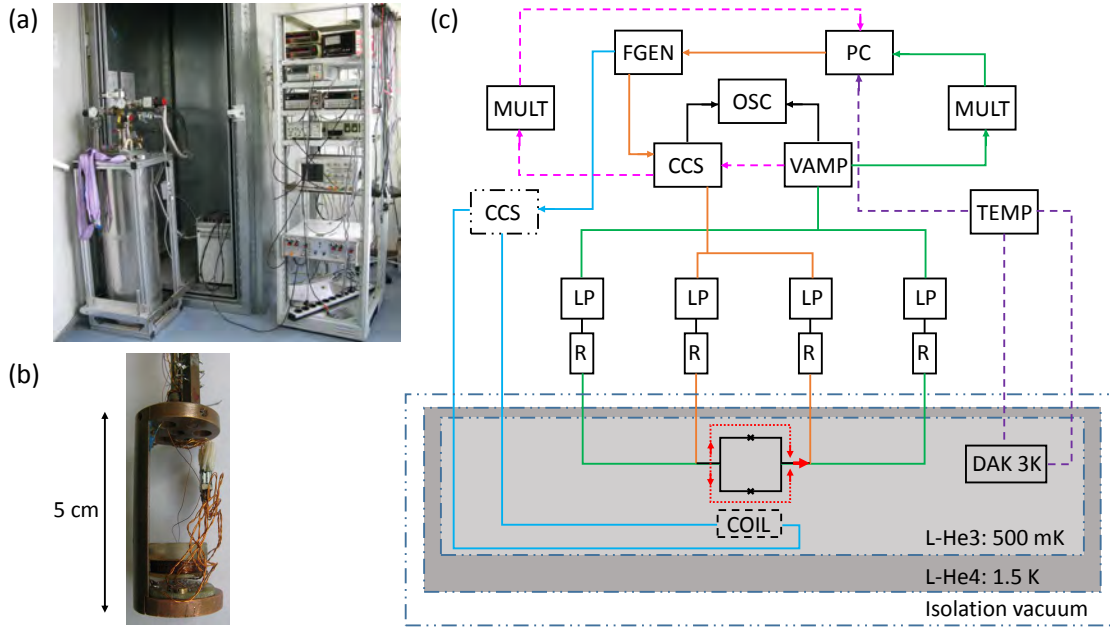 (a)
(b)
5 cm
(c)
FGEN
PC
MULT
OSC
MULT
CCS
VAMP
CCS
TEMP
LP
LP
LP
LP
R
R
R
R
DAK 3K
COIL
L-He3: 500 mK
L-He4: 1.5 K
Isolation vacuum